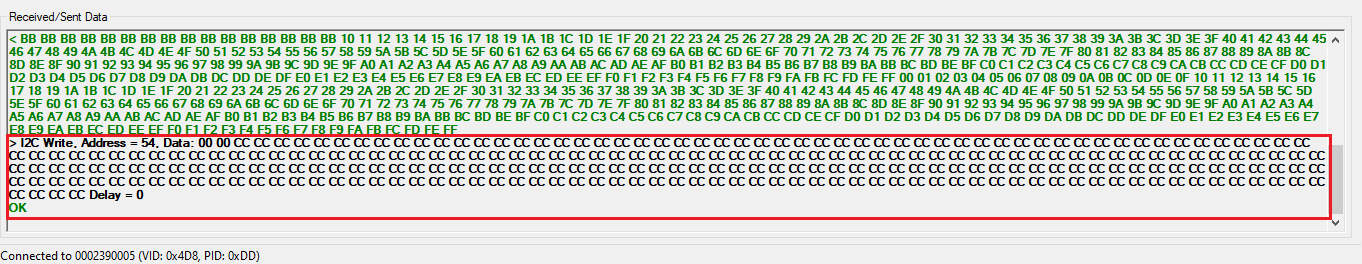 Received/Sent Data
< BB BB BB BB BB BB BB BB BB BB BB BB BB BB BB BB 10 11 12 13 14 15 16 17 18 19 1A 1B 1C 1D 1E 1F 20 21 22 23 24 25 26 27 28 29 2A 2B 2C 2D 2E 2F 30 31 32 33 34 35 36 37 38 39 3A 3B 3C 3D 3E 3F 40 41 42 43 44 45
46 47 48 49 4A 4B 4C 4D 4E 4F 50 51 52 53 54 55 56 57 58 59 5A 5B 5C 5D 5E 5F 60 61 62 63 64 65 66 67 68 69 6A 6B 6C 6D 6E 6F 70 71 72 73 74 75 76 77 78 79 7A 7B 7C 7D 7E 7F 80 81 82 83 84 85 86 87 88 89 8A 8B 8C
8D 8E 8F 90 91 92 93 94 95 96 97 98 99 9A 9B 9C 9D 9E 9F A0 A1 A2 A3 A4 A5 A6 A7 A8 A9 AA AB AC AD AE AF B0 B1 B2 B3 B4 B5 B6 B7 B8 B9 BA BB BC BD BE BF C0 C1 C2 C3 C4 C5 C6 C7 C8 C9 CA CB CC CD CE CF D0 D1
D2 D3 D4 D5 D6 D7 D8 D9 DA DB DC DD DE DF E0 E1 E2 E3 E4 E5 E6 E7 E8 E9 EA EB EC ED EE EF F0 F1 F2 F3 F4 F5 F6 F7 F8 F9 FA FB FC FD FE FF 00 01 02 03 04 05 06 07 08 09 0A 0B 0C 0D 0E 0F 10 11 12 13 14 15 16
17 18 19 1A 1B 1C 1D 1E 1F 20 21 22 23 24 25 26 27 28 29 2A 2B 2C 2D 2E 2F 30 31 32 33 34 35 36 37 38 39 3A 3B 3C 3D 3E 3F 40 41 42 43 44 45 46 47 48 49 4A 4B 4C 4D 4E 4F 50 51 52 53 54 55 56 57 58 59 5A 5B 5C 5D
5E 5F 60 61 62 63 64 65 66 67 68 69 6A 6B 6C 6D 6E 6F 70 71 72 73 74 75 76 77 78 79 7A 7B 7C 7D 7E 7F 80 81 82 83 84 85 86 87 88 89 8A 8B 8C 8D 8E 8F 90 91 92 93 94 95 96 97 98 99 9A 9B 9C 9D 9E 9F A0 A1 A2 A3 A4
A5 A6 A7 A8 A9 AA AB AC AD AE AF B0 B1 B2 B3 B4 B5 B6 B7 B8 B9 BA BB BC BD BE BF C0 C1 C2 C3 C4 C5 C6 C7 C8 C9 CA CB CC CD CE CF D0 D1 D2 D3 D4 D5 D6 D7 D8 D9 DA DB DC DD DE DF E0 E1 E2 E3 E4 E5 E6 E7
E8 E9 EA EB EC ED EE EF F0 F1 F2 F3 F4 F5 F6 F7 F8 F9 FA FB FC FD FE FF
> I2C Write, Address = 54, Data: 00 00 CC CC CC CC CC CC CC CC CC CC CC CC CC CC CC CC CC CC CC CC CC CC CC CC CC CC CC CC CC CC CC CC CC CC CC CC CC CC CC CC CC CC CC CC CC CC CC CC CC CC CC CC CC CC
CC CC CC CC CC CC CC CC CC CC CC CC CC CC CC CC CC CC CC CC CC CC CC CC CC CC CC CC CC CC CC CC CC CC CC CC CC CC CC CC CC CC CC CC CC CC CC CC CC CC CC CC CC CC CC CC CC CC CC CC CC CC CC CC CC CC
CC CC CC CC CC CC CC CC CC CC CC CC CC CC CC CC CC CC CC CC CC CC CC CC CC CC CC CC CC CC CC CC CC CC CC CC CC CC CC CC CC CC CC CC CC CC CC CC CC CC CC CC CC CC CC CC CC CC CC CC CC CC CC CC CC CC
CC CC CC CC CC CC CC CC CC CC CC CC CC CC CC CC CC CC CC CC CC CC CC CC CC CC CC CC CC CC CC CC CC CC CC CC CC CC CC CC CC CC CC CC CC CC CC CC CC CC CC CC CC CC CC CC CC CC CC CC CC CC CC CC CC CC
CC CC CC CC Delay = 0
OK
Connected to 0002390005 (VID: 0x4D8, PID: 0xDD)